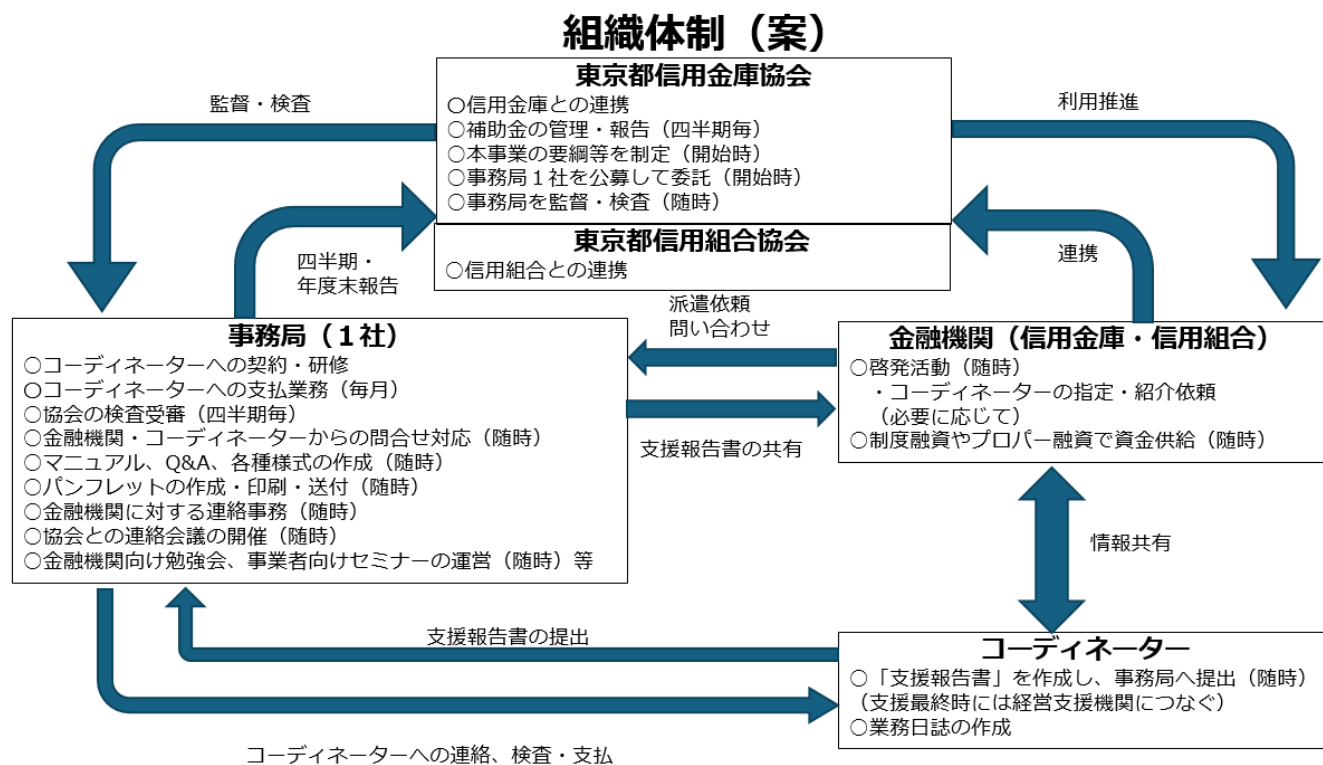 組織体制（案）
東京都信用金庫協会
○信用金庫との連携
○補助金の管理・報告（四半期毎）
○本事業の要綱等を制定（開始時）
○事務局１社を公募して委託（開始時）
○事務局を監督・検査（随時）
東京都信用組合協会
○信用組合との連携
監督・検査
利用推進
四半期・
年度末報告
連携
派遣依頼
問い合わせ
事務局（１社）
○コーディネーターへの契約・研修
○コーディネーターへの支払業務（毎月）
○協会の検査受審（四半期毎）
○金融機関・コーディネーターからの問合せ対応（随時）
○マニュアル、Q&A、各種様式の作成（随時）
○パンフレットの作成・印刷・送付（随時）
○金融機関に対する連絡事務（随時）
○協会との連絡会議の開催（随時）
○金融機関向け勉強会、事業者向けセミナーの運営（随時）等
支援報告書の共有
金融機関（信用金庫・信用組合）
○啓発活動（随時）
・コーディネーターの指定・紹介依頼
（必要に応じて）
○制度融資やプロパー融資で資金供給（随時）
情報共有
支援報告書の提出
コーディネーター
○「支援報告書」を作成し、事務局へ提出（随時）
（支援最終時には経営支援機関につなぐ）
○業務日誌の作成
コーディネーターへの連絡、検査・支払